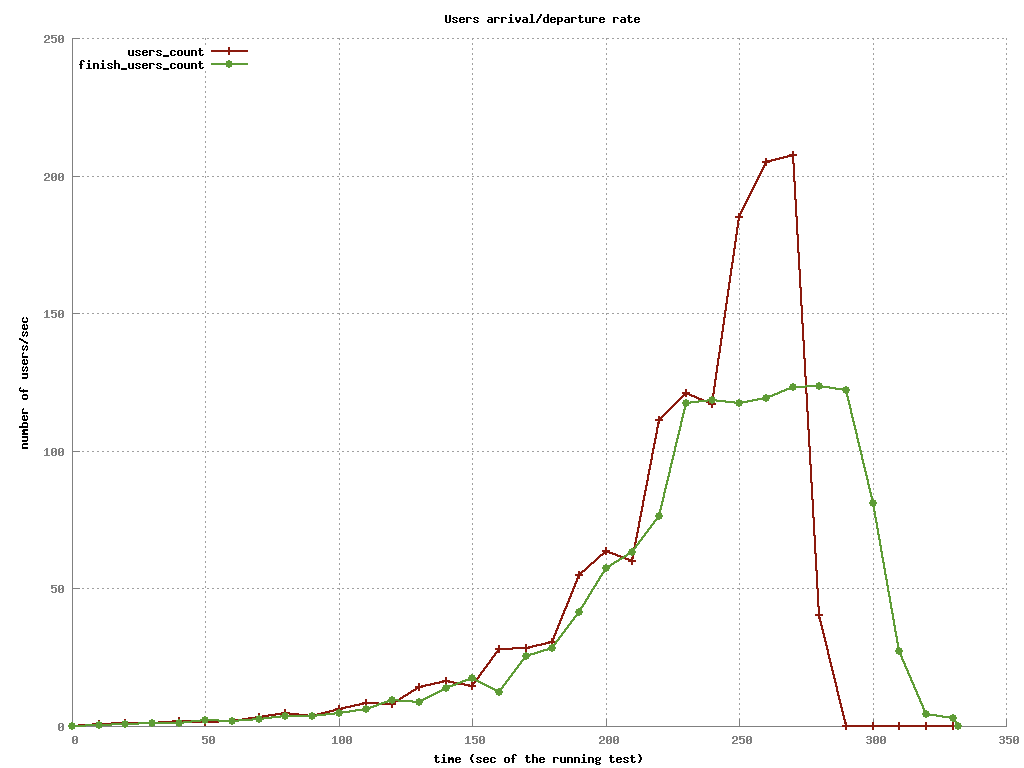 Users arrival/departure rate
250
users_count
finish_users_count
200
150
number of users/sec
100
50
0
0 50 100 150 200 250 300 350
time (sec of the running test)